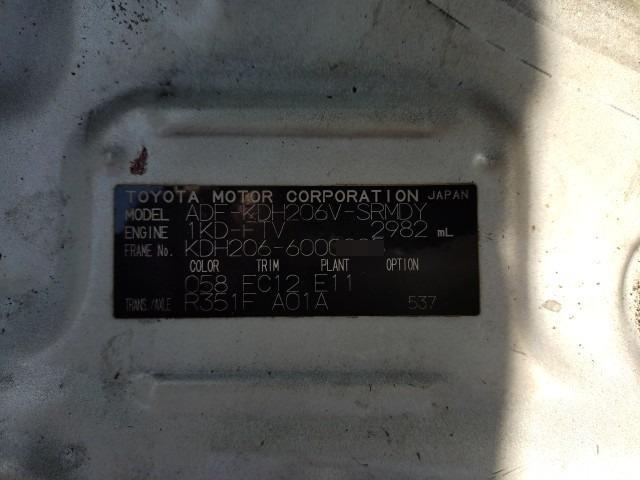 TOYOTA MOTOR CORPORATION JAPAN
MODEL ADF-KDH206V-SRMDY
ENGINE 1KD-FTV 2982 mL
FRAME No. KDH206-6000
COLOR TRIM PLANT OPTION
058 FC12 E11
TRANS./AXLE R351F A01A 537